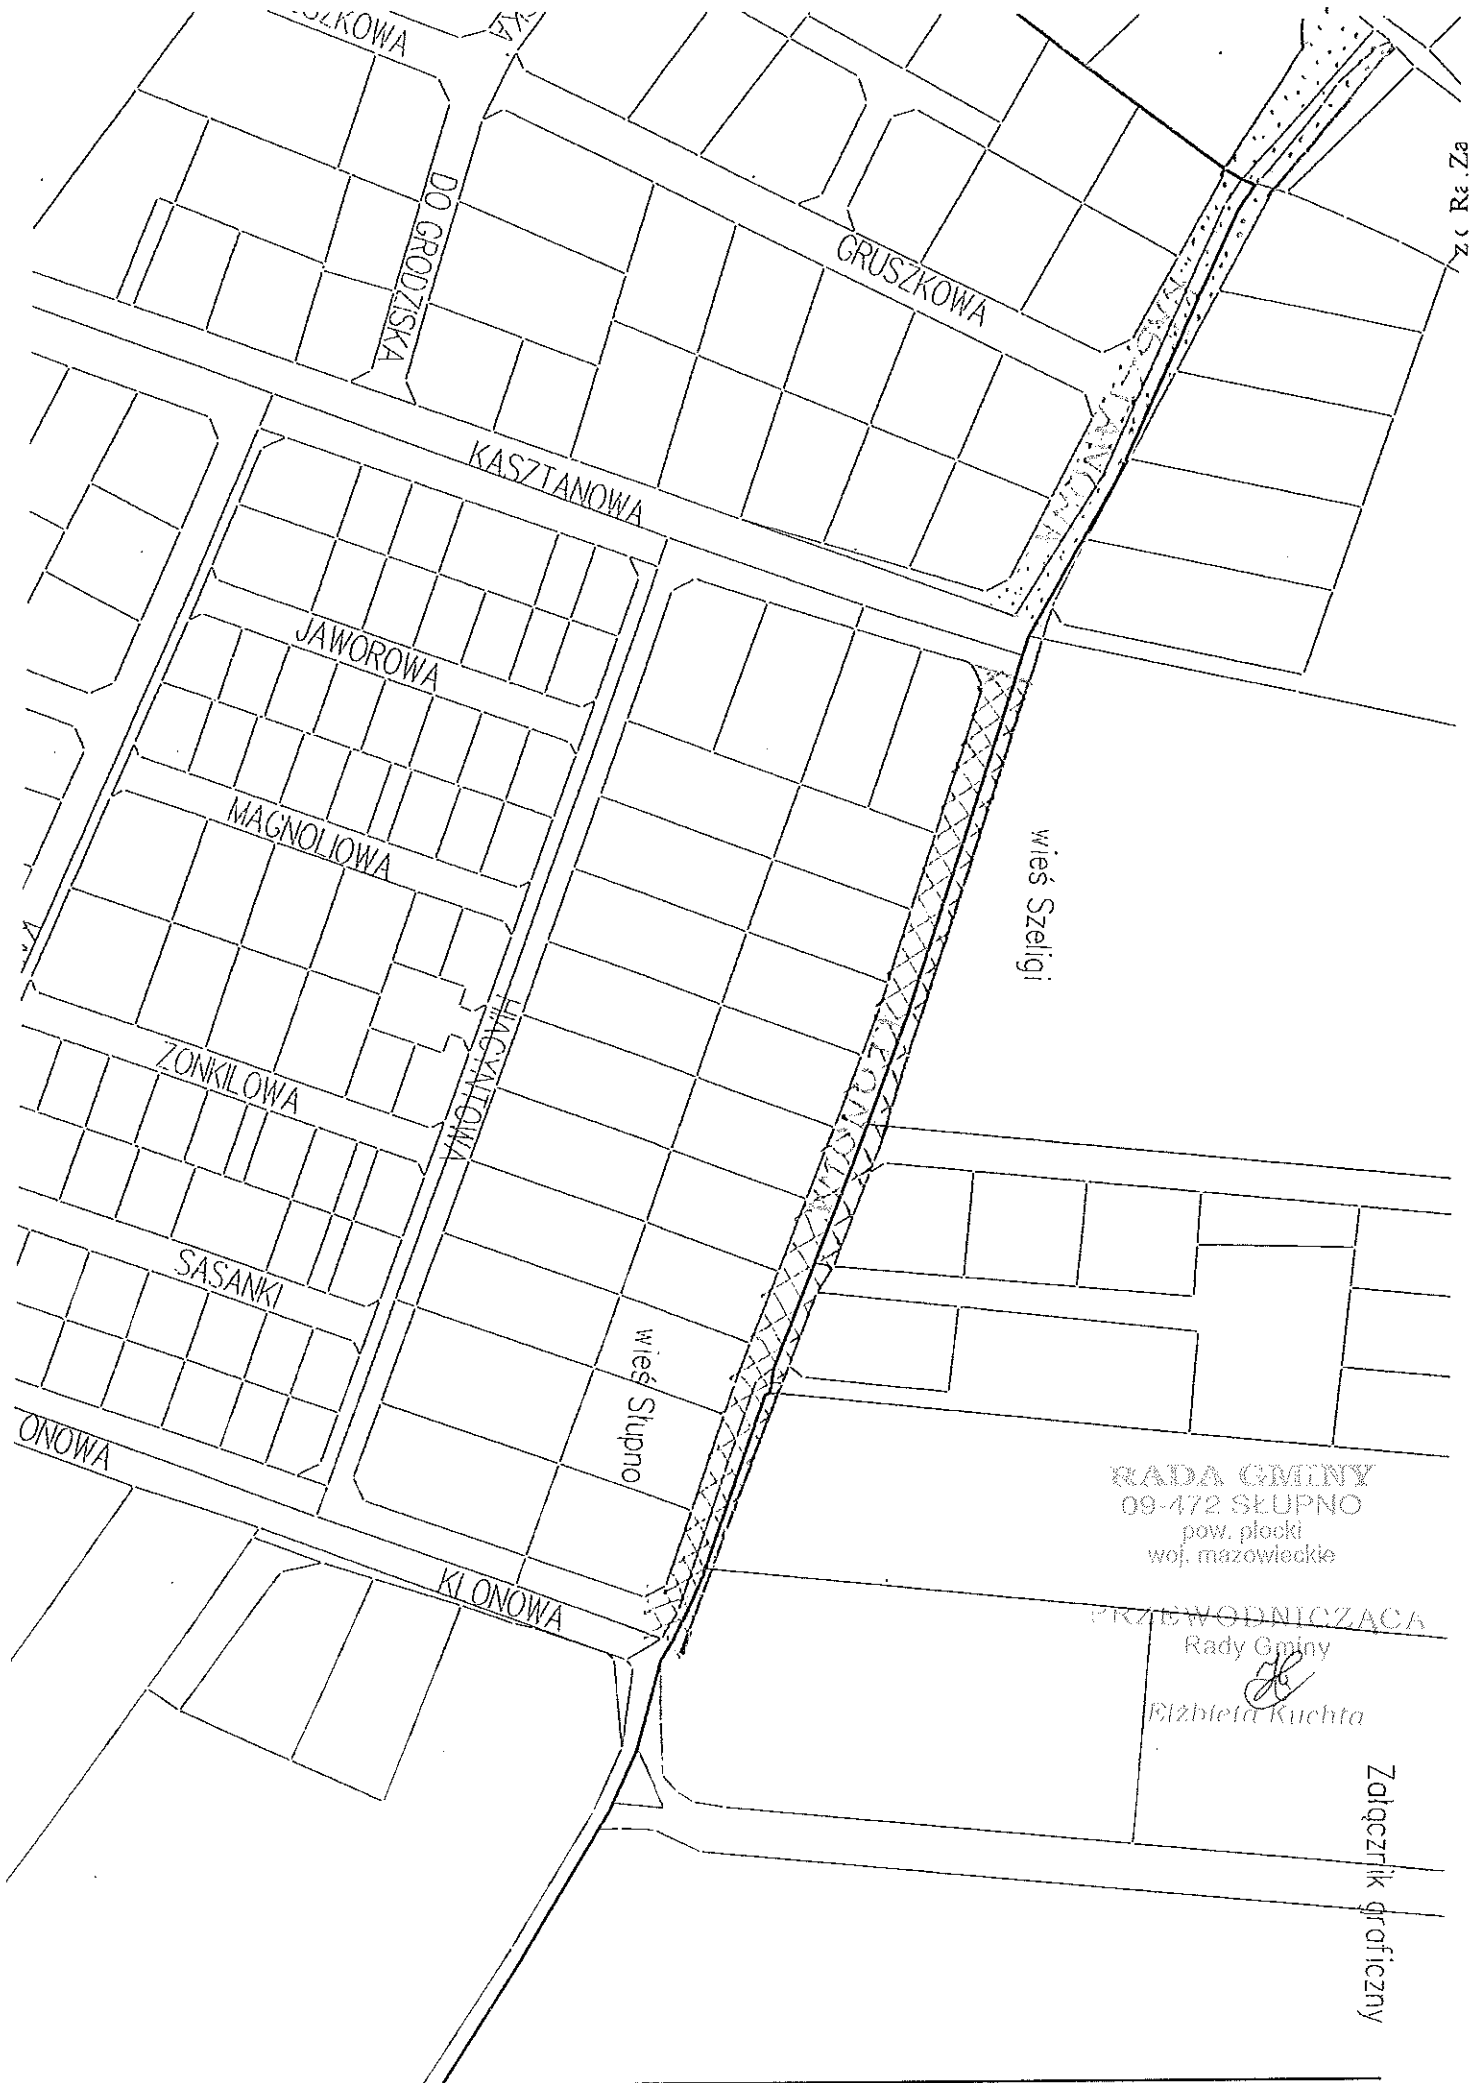 GRUSZKOWA
DO GRODZISKA
KASZTANOWA
KASZTANOWA
JAWOROWA
MAGNOLIOWA
HIACYNTOWA
ŻONKILOWA
SASANKI
ONOWA
KLONOWA
wieś Szeligi
wieś Słupno
RADA GMINY
09-472 SŁUPNO
pow. płocki
woj. mazowieckie
PRZEWODNICZĄCA
Rady Gminy
Elżbieta Kuchta
Załącznik graficzny